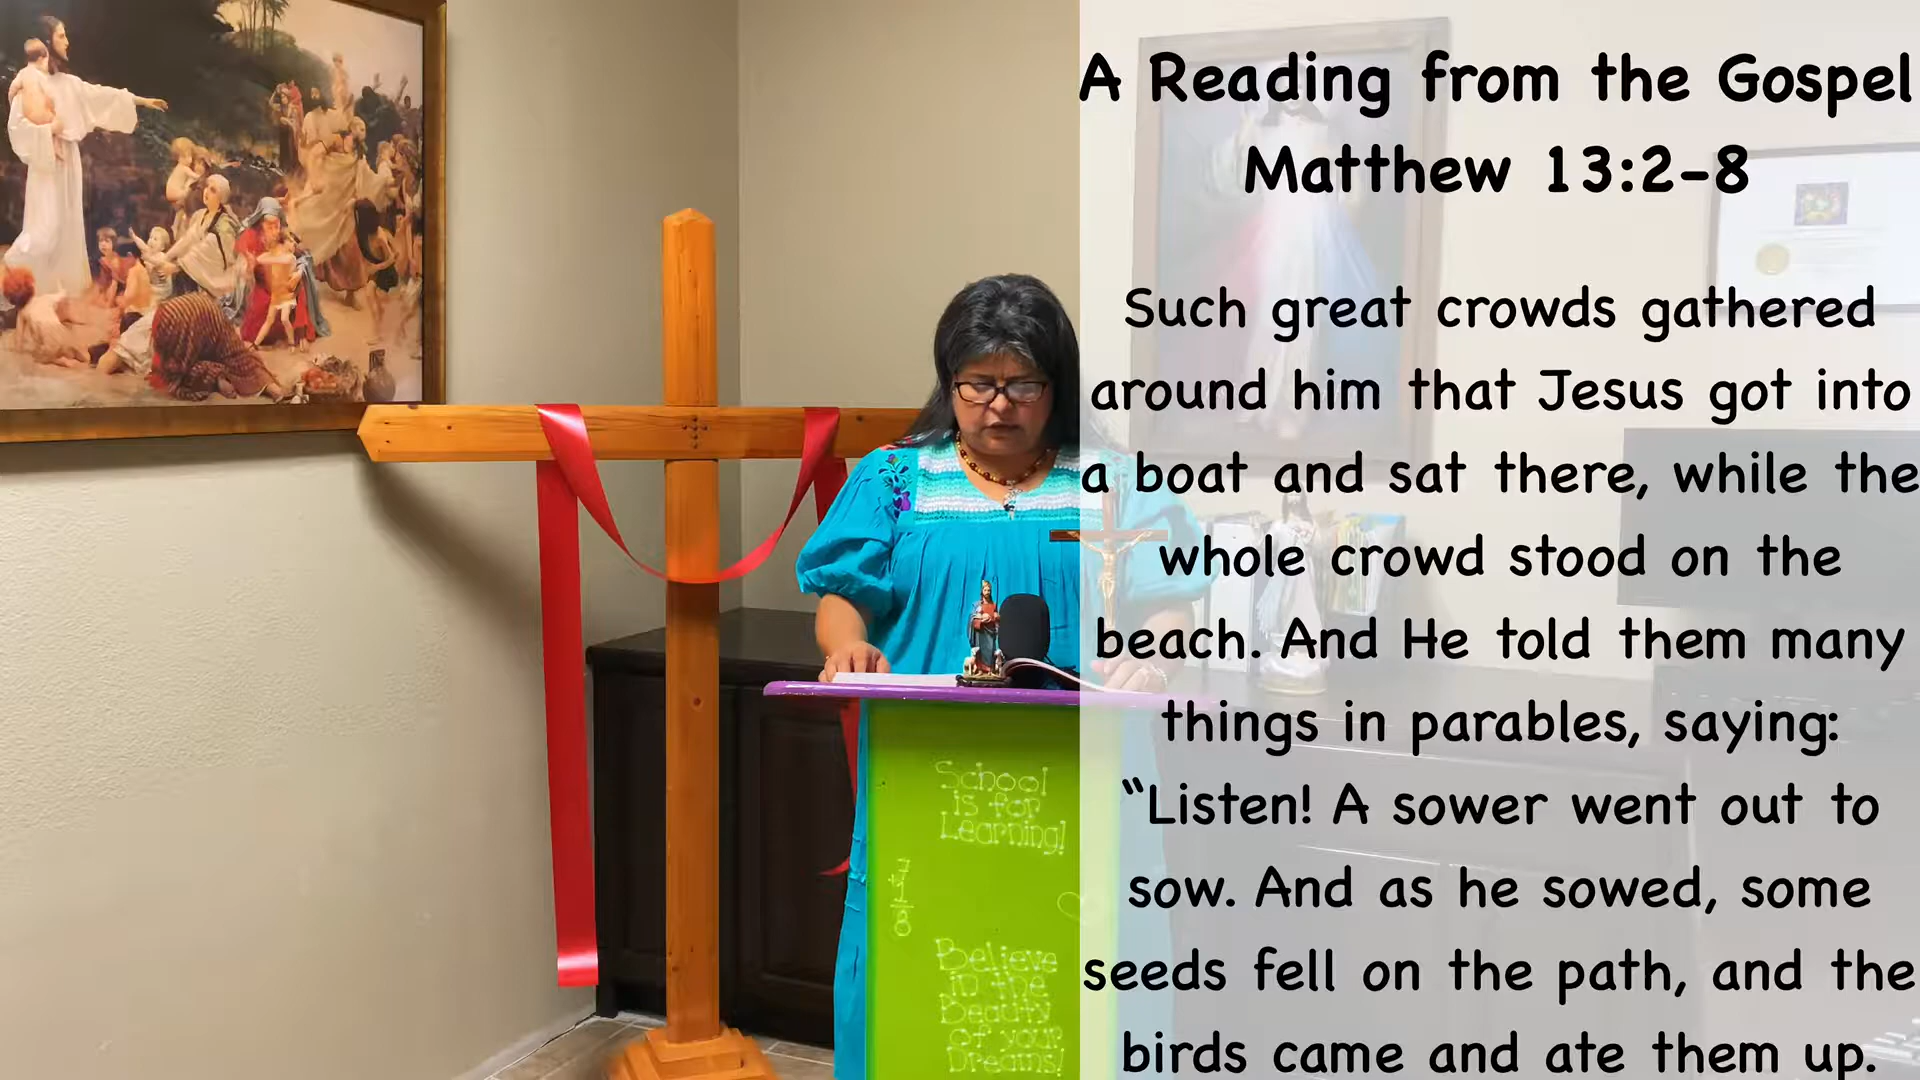 A Reading from the Gospel
Matthew 13:2-8
Such great crowds gathered
around him that Jesus got into
a boat and sat there, while the
whole crowd stood on the
beach. And He told them many
things in parables, saying:
“Listen! A sower went out to
sow. And as he sowed, some
seeds fell on the path, and the
birds came and ate them up.
School
is for
Learning!
Believe
in the
Beauty
of your
Dreams!